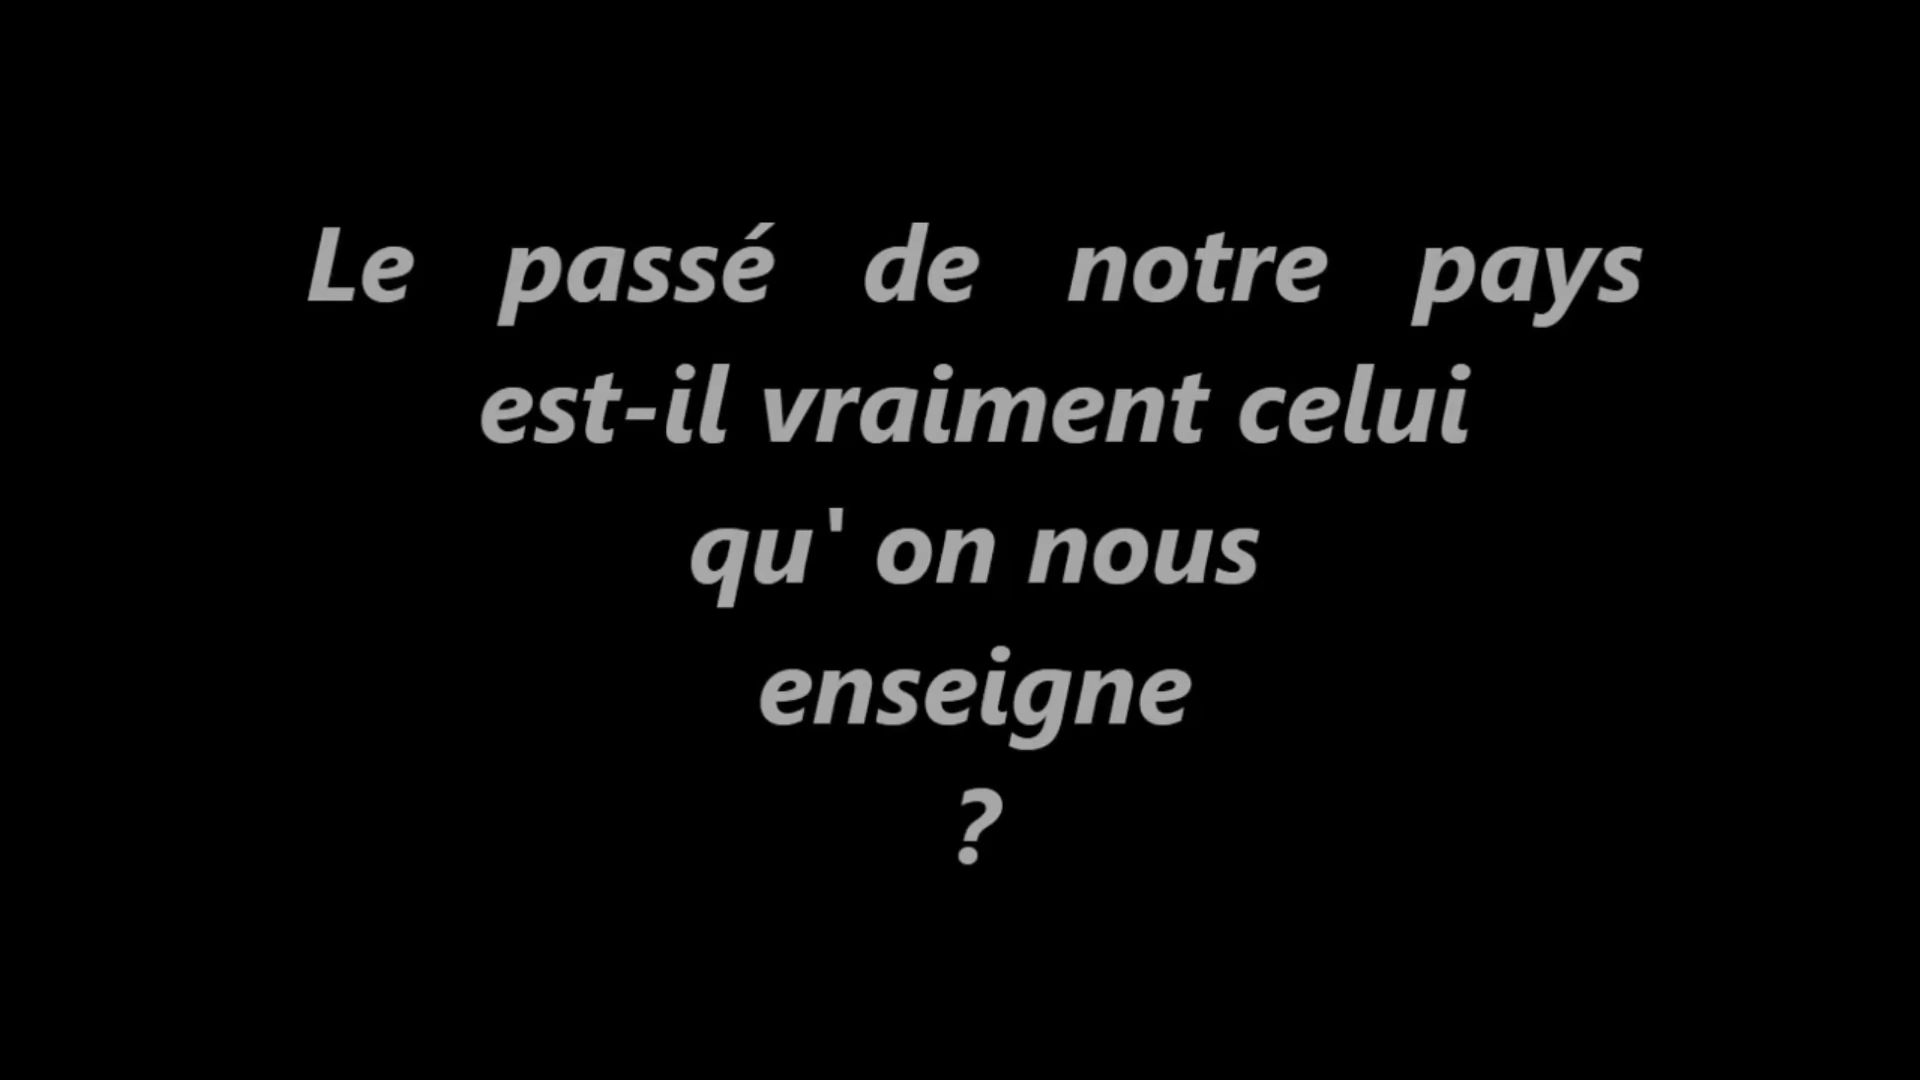 Le passé de notre pays
est-il vraiment celui
qu' on nous
enseigne
?